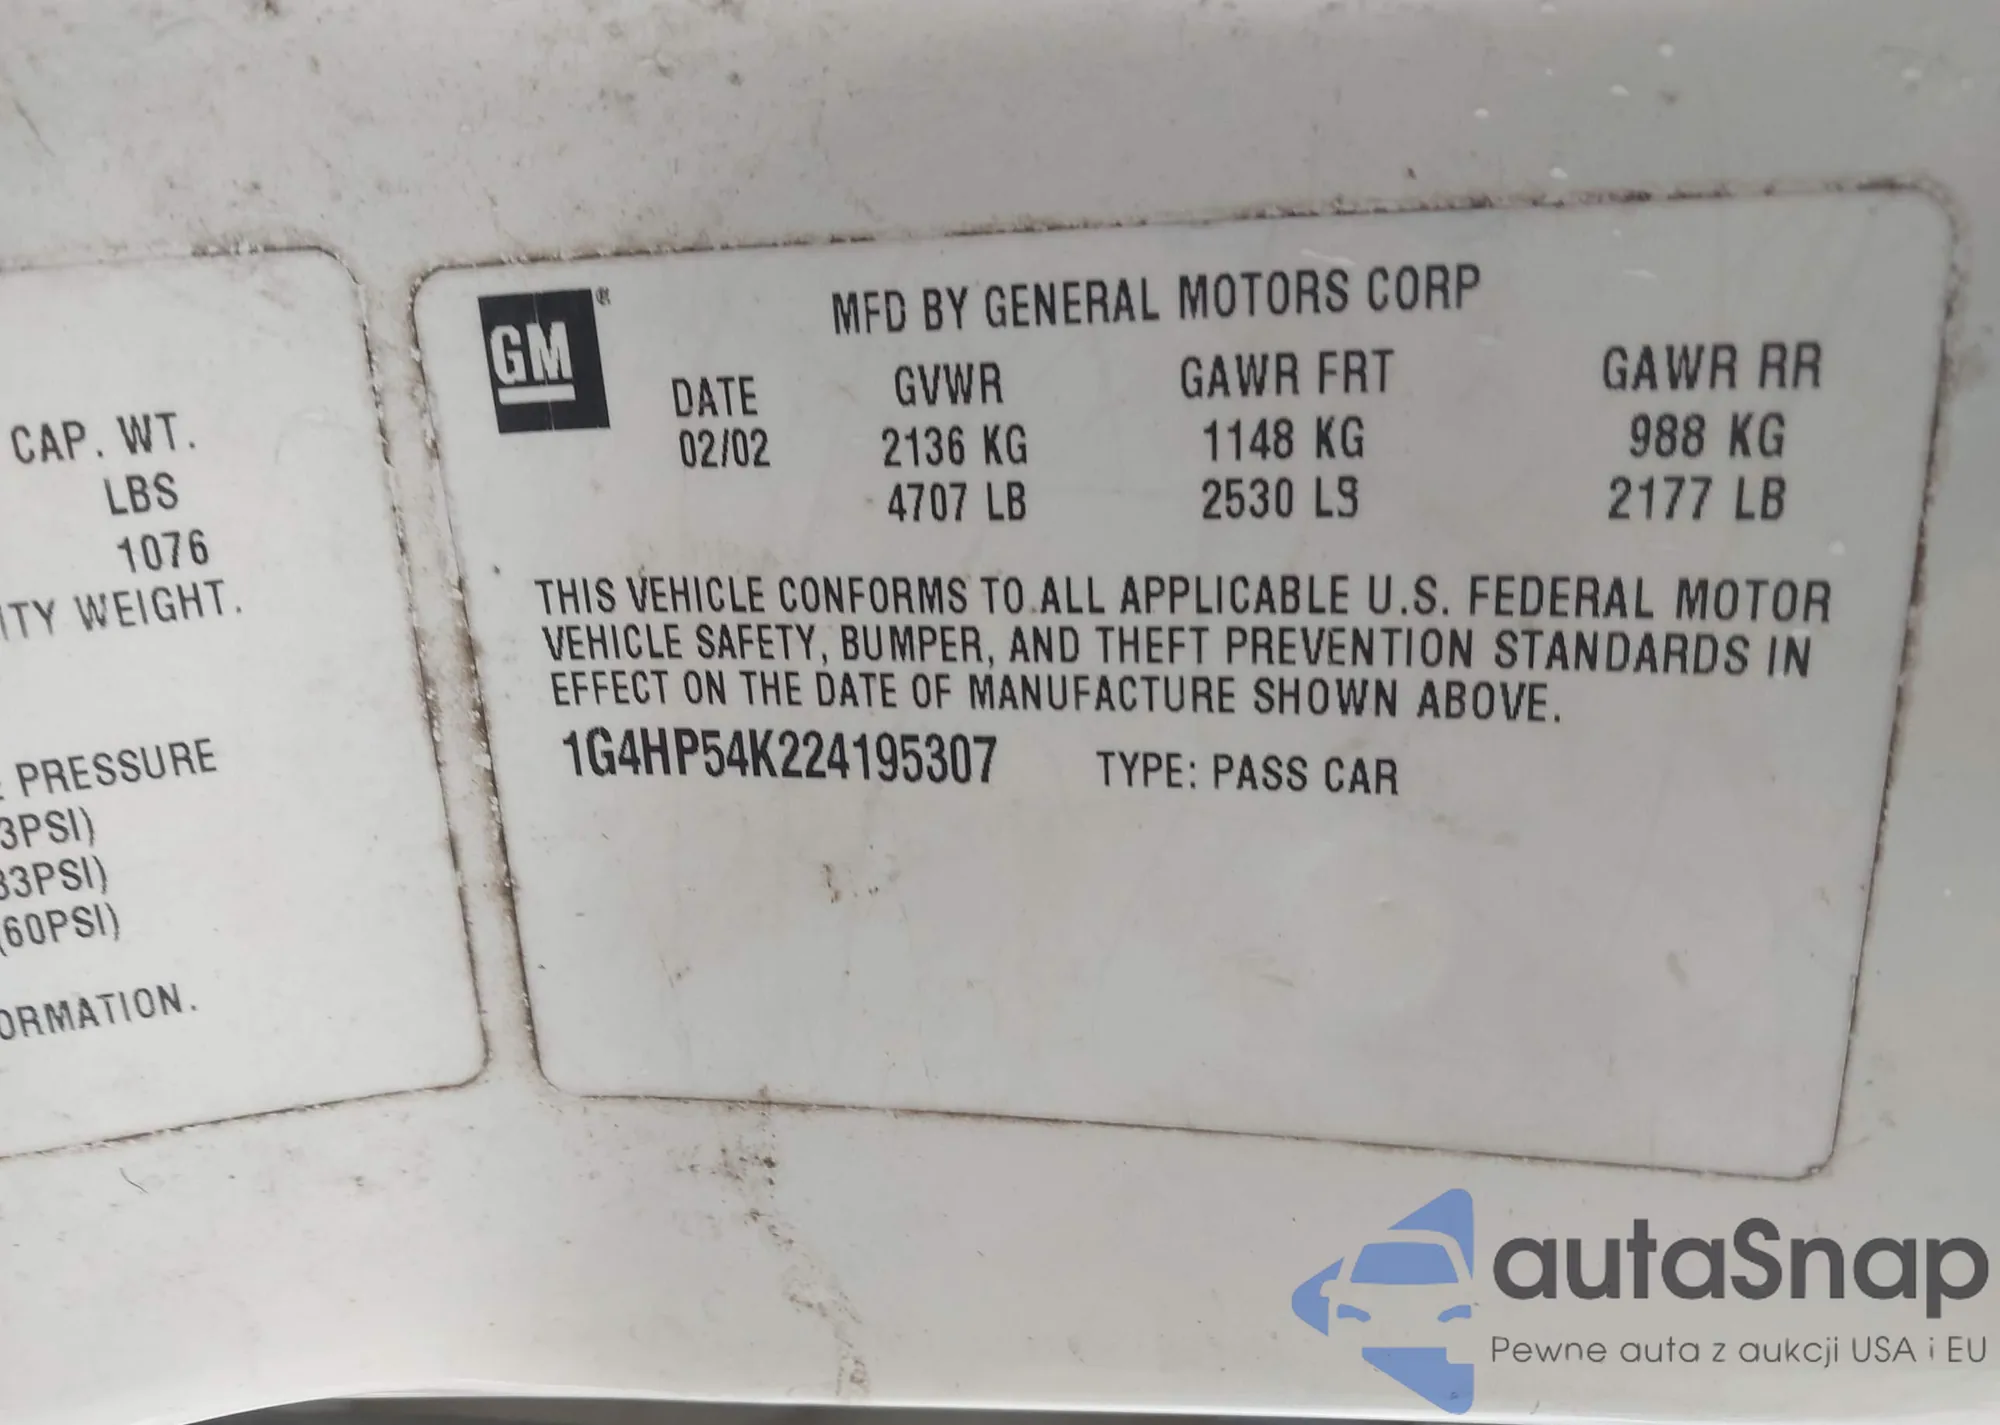 CAP. WT.
LBS
1076
WEIGHT.
PRESSURE
3PSI)
33PSI)
(60PSI)
GM®
MFD BY GENERAL MOTORS CORP
DATE GVWR GAWR FRT GAWR RR
02/02 2136 KG 1148 KG 988 KG
4707 LB 2530 LB 2177 LB
THIS VEHICLE CONFORMS TO ALL APPLICABLE U.S. FEDERAL MOTOR
VEHICLE SAFETY, BUMPER, AND THEFT PREVENTION STANDARDS IN
EFFECT ON THE DATE OF MANUFACTURE SHOWN ABOVE.
1G4HP54K224195307 TYPE: PASS CAR
autaSnap
Pewne auta z aukcji USA i EU